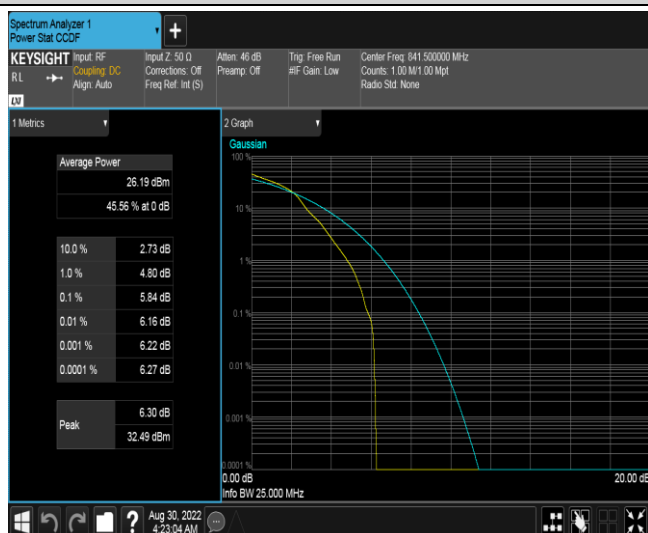 Spectrum Analyzer 1
Power Stat CCDF
+
KEYSIGHT
RL
LXI
Input: RF
Coupling: DC
Align: Auto
Input Z: 50 Ω
Corrections: Off
Freq Ref: Int (S)
Atten: 46 dB
Preamp: Off
Trig: Free Run
#IF Gain: Low
Center Freq: 841.500000 MHz
Counts: 1.00 M/1.00 Mpt
Radio Std: None
1 Metrics
Average Power
26.19 dBm
45.56 % at 0 dB
10.0 % 2.73 dB
1.0 % 4.80 dB
0.1 % 5.84 dB
0.01 % 6.16 dB
0.001 % 6.22 dB
0.0001 % 6.27 dB
Peak
6.30 dB
32.49 dBm
2 Graph
Gaussian
100 %
10 %
1 %
0.1 %
0.01 %
0.001 %
0.0001 %
0.00 dB
20.00 dB
Info BW 25.000 MHz
?
Aug 30, 2022
4:23:04 AM